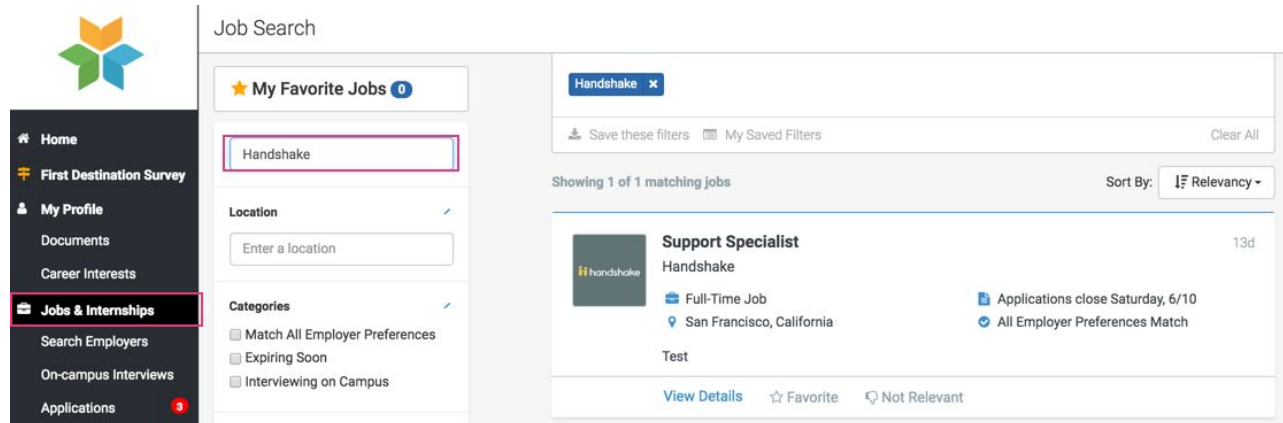 Job Search
Home
First Destination Survey
My Profile
Documents
Career Interests
Jobs & Internships
Search Employers
On-campus Interviews
Applications 3
My Favorite Jobs 0
Handshake
Location
Enter a location
Categories
Match All Employer Preferences
Expiring Soon
Interviewing on Campus
Handshake ×
Save these filters My Saved Filters Clear All
Showing 1 of 1 matching jobs Sort By: Relevancy
handshake
Support Specialist 13d
Handshake
Full-Time Job Applications close Saturday, 6/10
San Francisco, California All Employer Preferences Match
Test
View Details Favorite Not Relevant